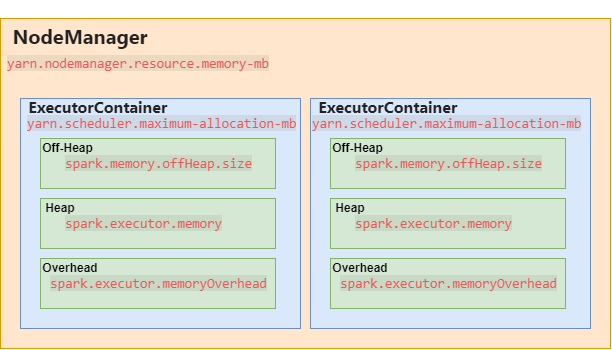 NodeManager
yarn.nodemanager.resource.memory-mb
ExecutorContainer
yarn.scheduler.maximum-allocation-mb
Off-Heap
spark.memory.offHeap.size
Heap
spark.executor.memory
Overhead
spark.executor.memoryOverhead
ExecutorContainer
yarn.scheduler.maximum-allocation-mb
Off-Heap
spark.memory.offHeap.size
Heap
spark.executor.memory
Overhead
spark.executor.memoryOverhead